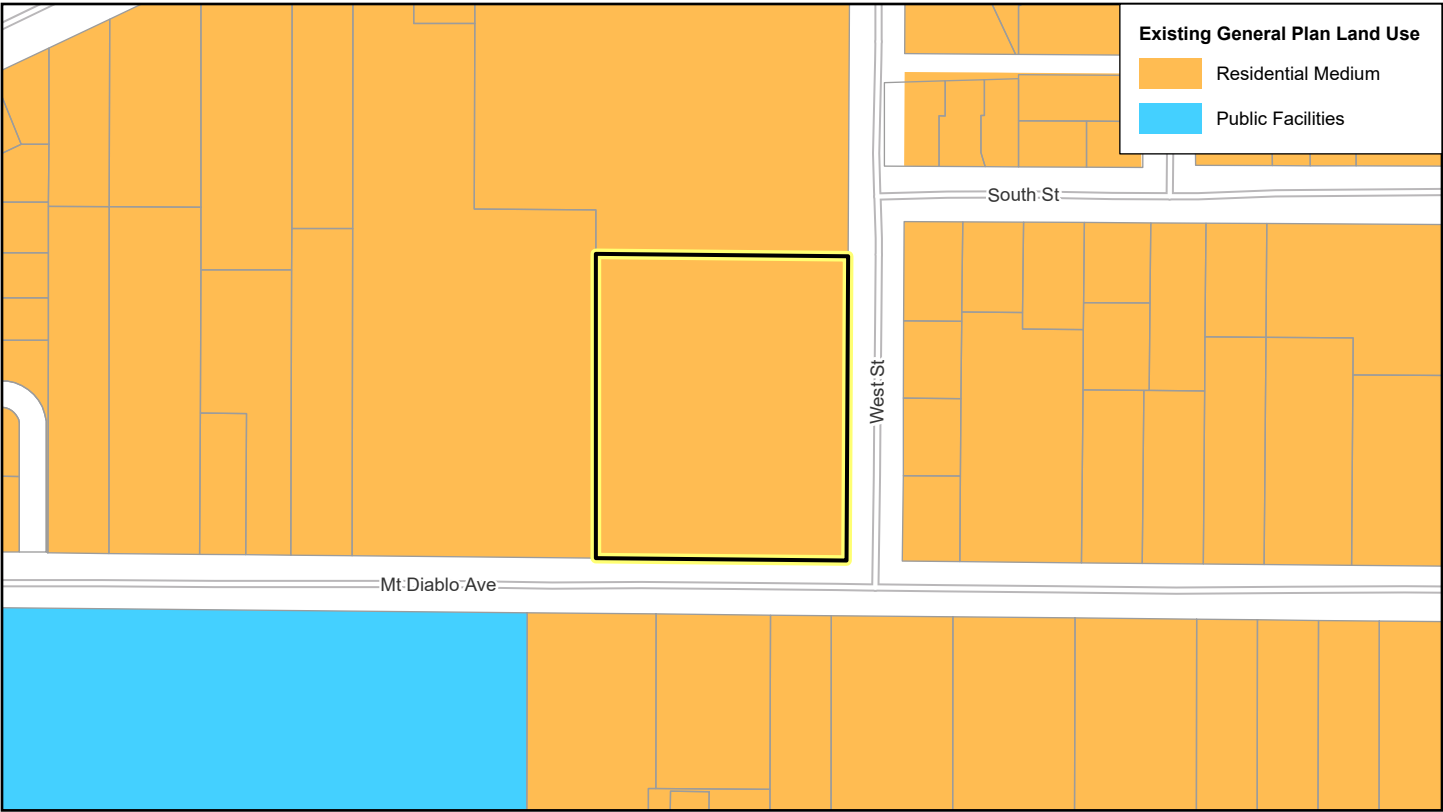 Existing General Plan Land Use
Residential Medium
Public Facilities
South St
West St
Mt Diablo Ave